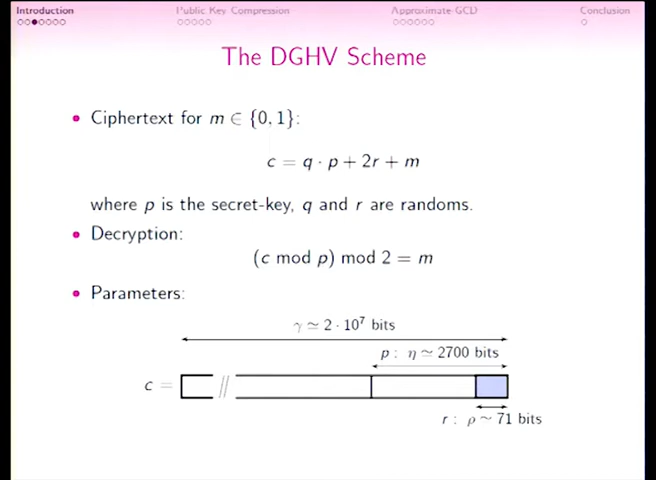 Introduction
Public Key Compression
Approximate GCD
Conclusion
The DGHV Scheme
Ciphertext for m ∈ {0, 1}:
c = q · p + 2r + m
where p is the secret-key, q and r are randoms.
Decryption:
(c mod p) mod 2 = m
Parameters:
γ ≃ 2 · 10⁷ bits
p : η ≃ 2700 bits
c =
r : ρ ~ 71 bits